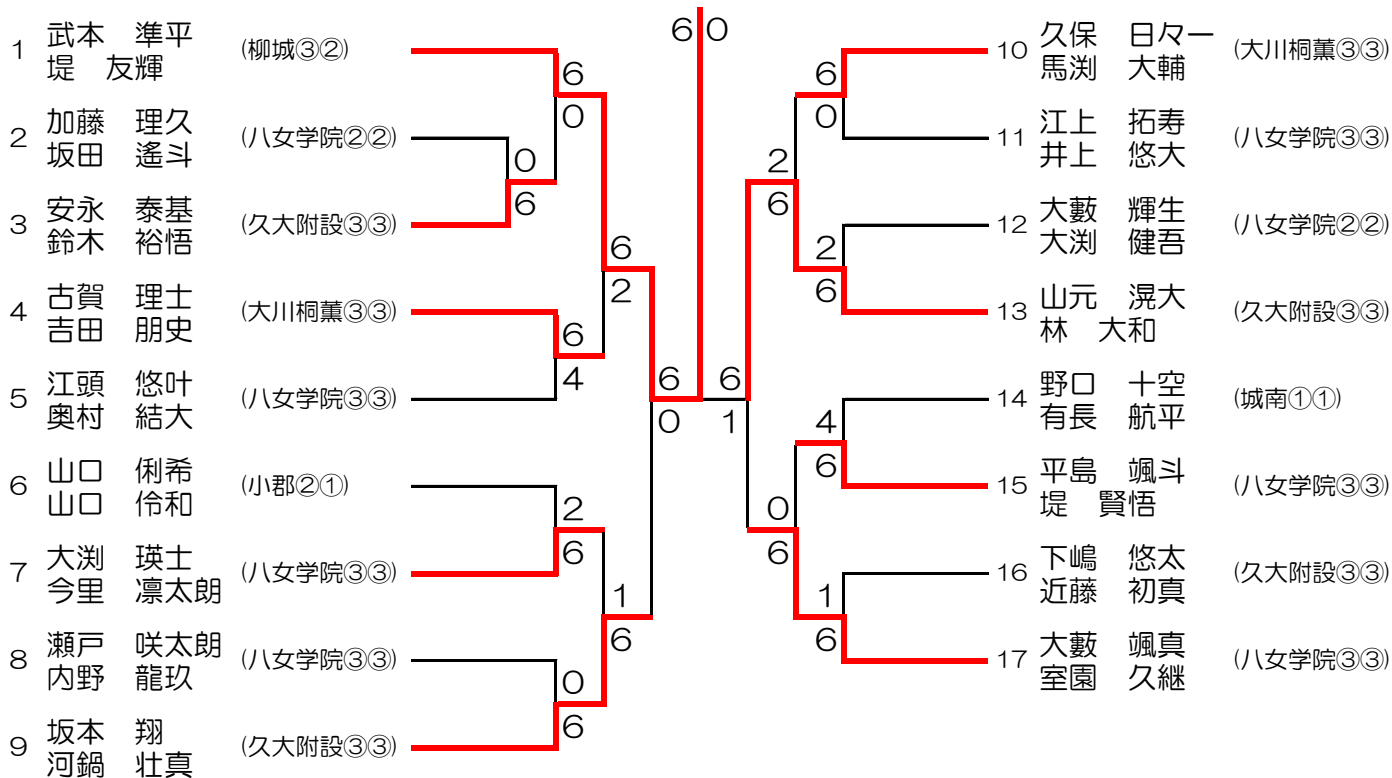 6 0
1 武本 準平 (柳城③②)
堤 友輝
6
0
2 加藤 理久 (八女学院②②)
坂田 遙斗
0
6
3 安永 泰基 (久大附設③③)
鈴木 裕悟
6
2
4 古賀 理士 (大川桐薫③③)
吉田 朋史
6
4
5 江頭 悠叶 (八女学院③③)
奥村 結大
6
0
6 山口 俐希 (小郡②①)
山口 伶和
2
6
7 大渕 瑛士 (八女学院③③)
今里 凛太朗
1
6
8 瀬戸 咲太朗 (八女学院③③)
内野 龍玖
0
6
9 坂本 翔 (久大附設③③)
河鍋 壮真
10 久保 日々一 (大川桐薫③③)
馬渕 大輔
6
0
11 江上 拓寿 (八女学院③③)
井上 悠大
2
6
12 大藪 輝生 (八女学院②②)
大渕 健吾
2
6
13 山元 滉大 (久大附設③③)
林 大和
6
1
14 野口 十空 (城南①①)
有長 航平
4
6
15 平島 颯斗 (八女学院③③)
堤 賢悟
0
6
16 下嶋 悠太 (久大附設③③)
近藤 初真
1
6
17 大藪 颯真 (八女学院③③)
室園 久継